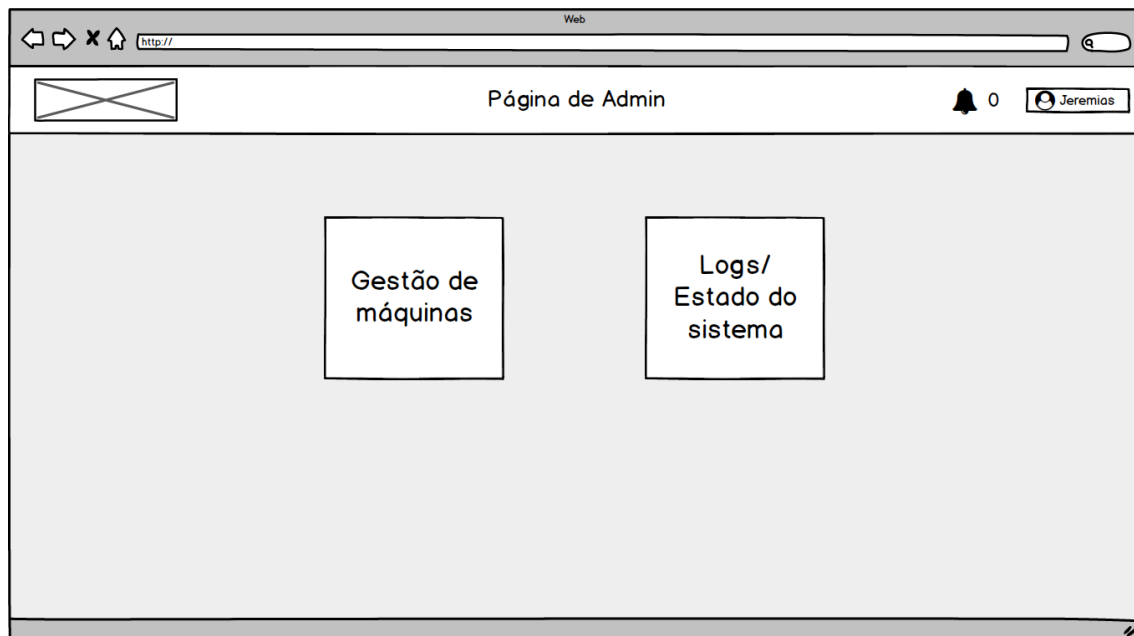 Web
http://
Página de Admin
0
Jeremias
Gestão de
máquinas
Logs/
Estado do
sistema